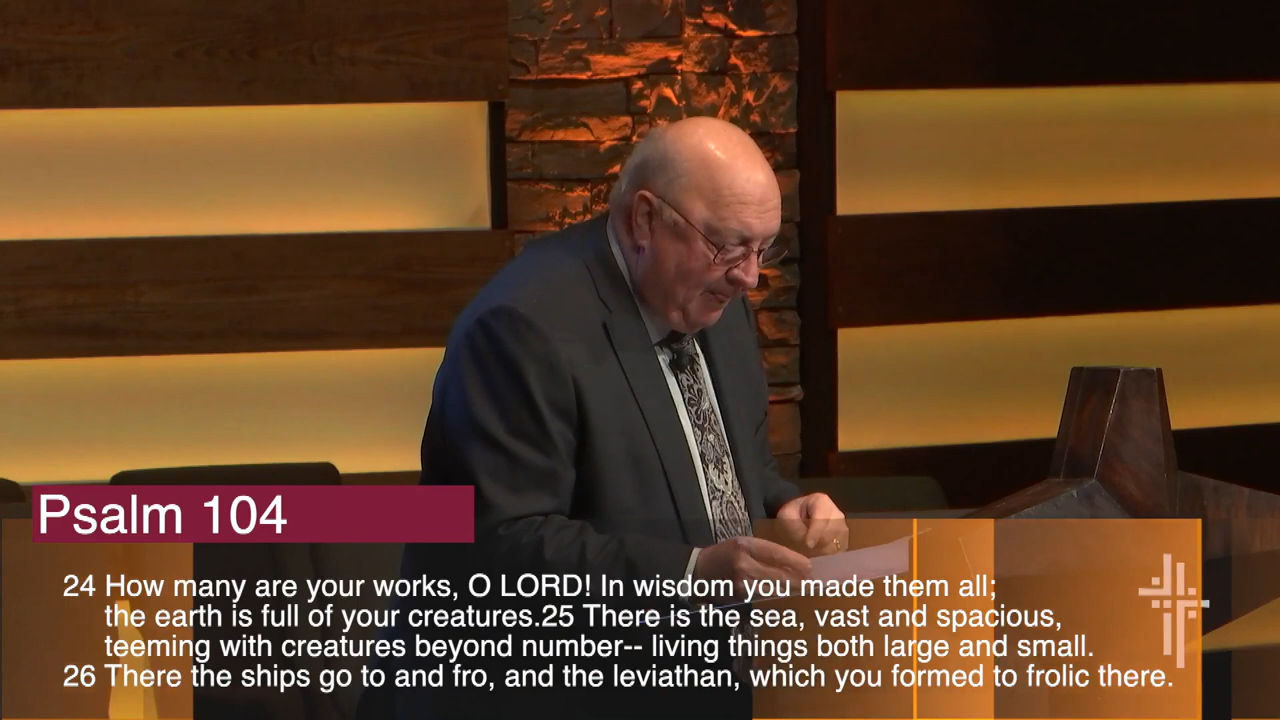 Psalm 104
24 How many are your works, O LORD! In wisdom you made them all;
the earth is full of your creatures.25 There is the sea, vast and spacious,
teeming with creatures beyond number-- living things both large and small.
26 There the ships go to and fro, and the leviathan, which you formed to frolic there.